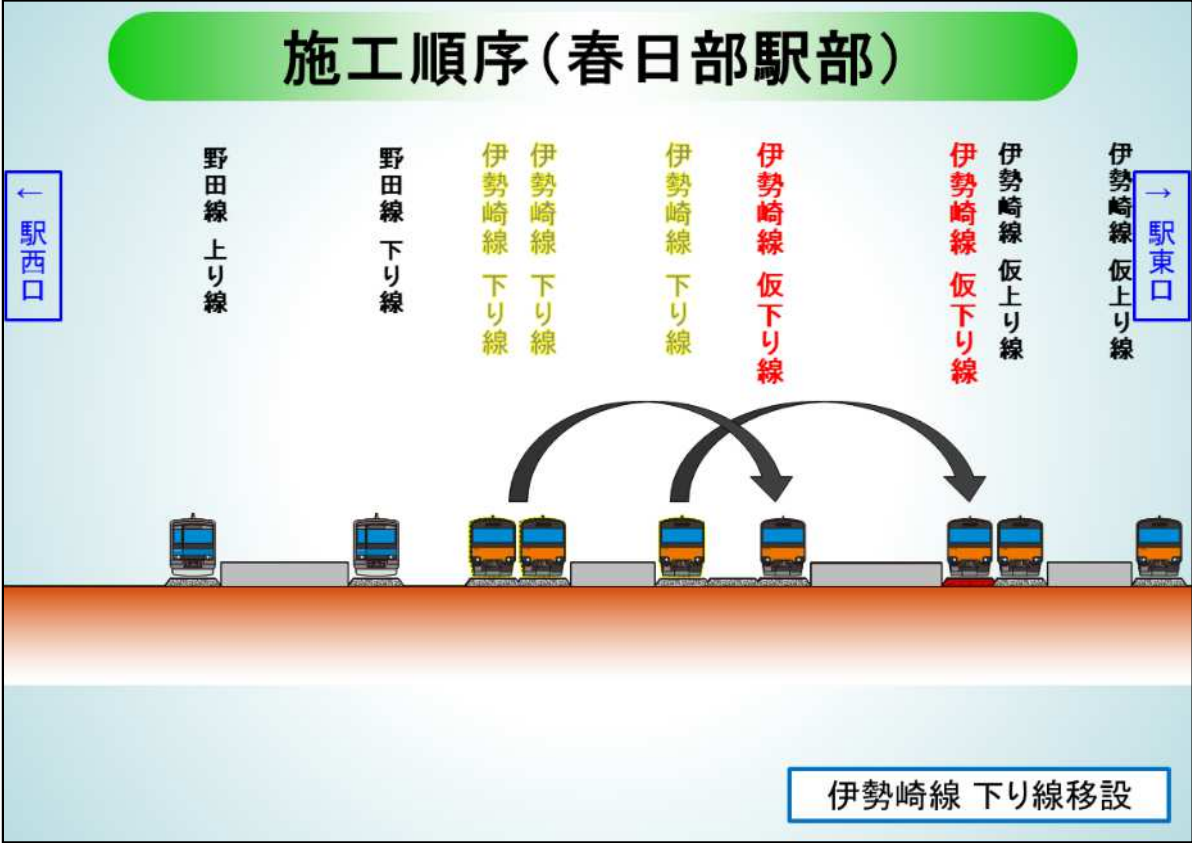 施工順序(春日部駅部)
← 駅西口
野田線 上り線
野田線 下り線
伊勢崎線 下り線
伊勢崎線 下り線
伊勢崎線 下り線
伊勢崎線 仮下り線
伊勢崎線 仮下り線
伊勢崎線 仮上り線
伊勢崎線 仮上り線
→ 駅東口
伊勢崎線 下り線移設